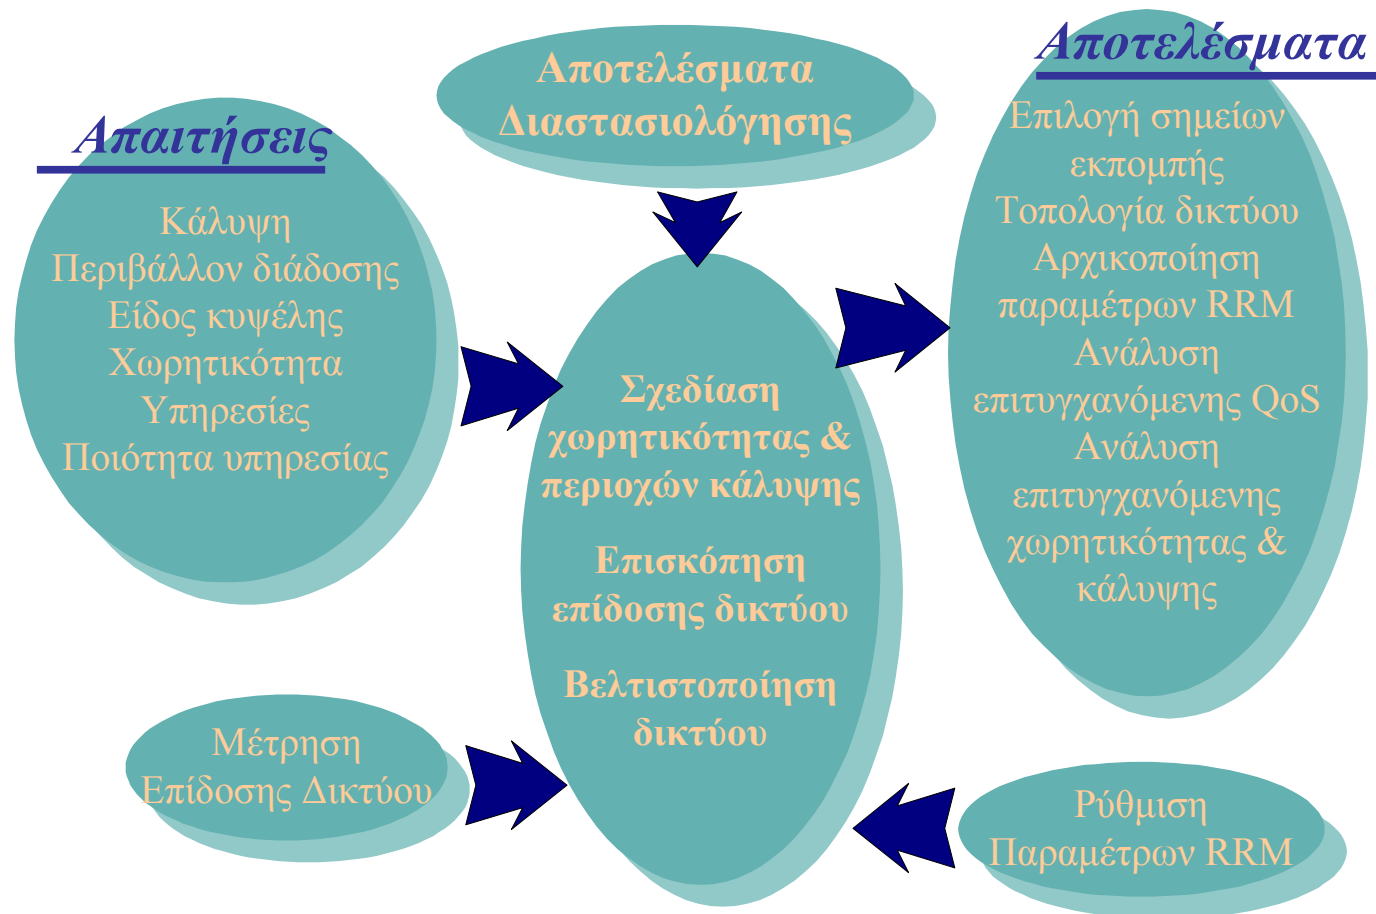 Απαιτήσεις
Κάλυψη
Περιβάλλον διάδοσης
Είδος κυψέλης
Χωρητικότητα
Υπηρεσίες
Ποιότητα υπηρεσίας
Αποτελέσματα
Διαστασιολόγησης
Αποτελέσματα
Επιλογή σημείων
εκπομπής
Τοπολογία δικτύου
Αρχικοποίηση
παραμέτρων RRM
Ανάλυση
επιτυγχανόμενης QoS
Ανάλυση
επιτυγχανόμενης
χωρητικότητας &
κάλυψης
Σχεδίαση
χωρητικότητας &
περιοχών κάλυψης
Επισκόπηση
επίδοσης δικτύου
Βελτιστοποίηση
δικτύου
Μέτρηση
Επίδοσης Δικτύου
Ρύθμιση
Παραμέτρων RRM